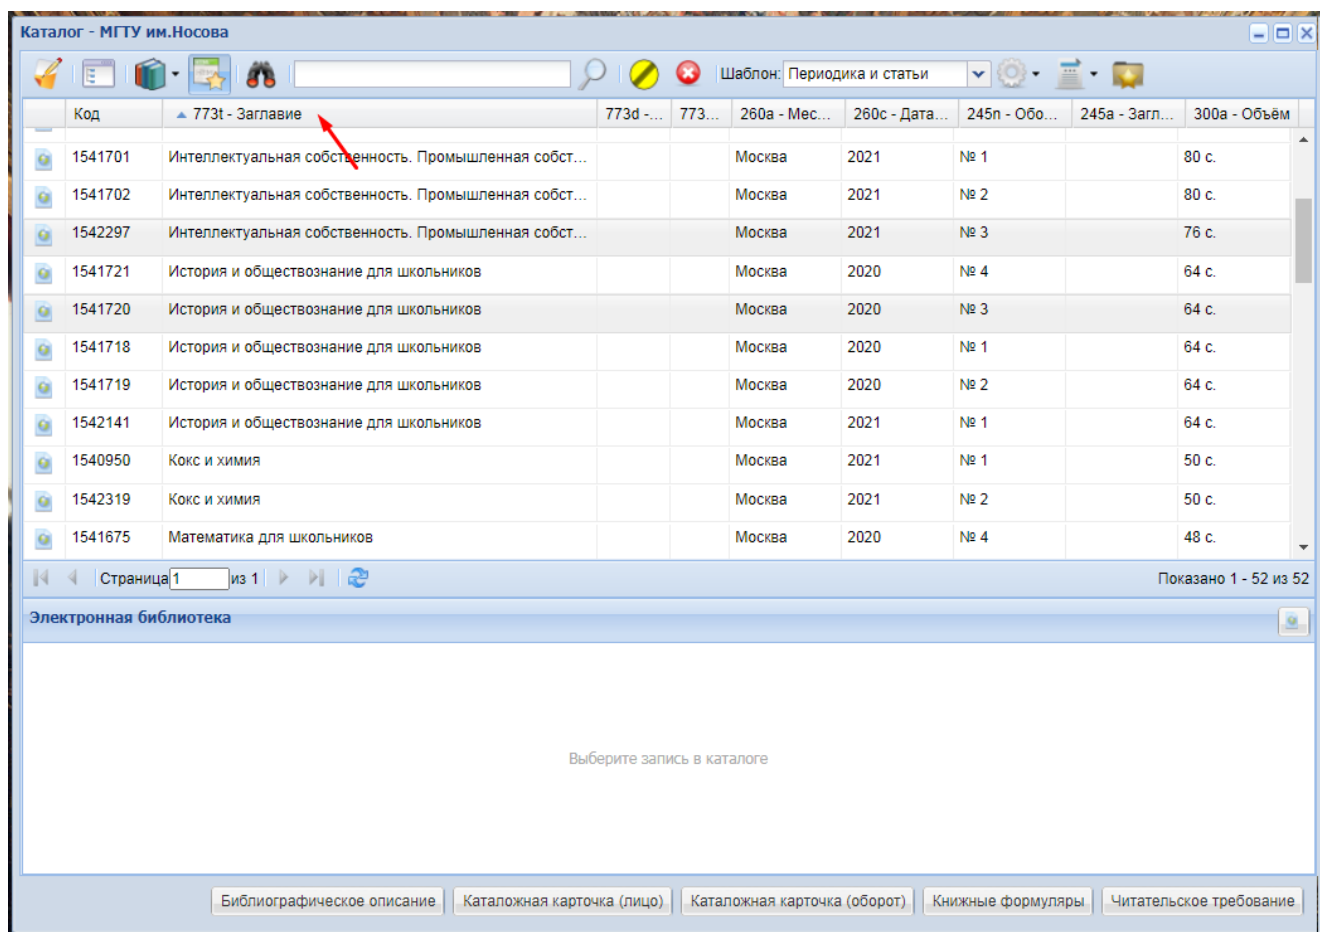 Каталог - МГТУ им.Носова
Шаблон: Периодика и статьи
Код 773t - Заглавие 773d -... 773... 260a - Мес... 260c - Дата... 245n - Обо... 245a - Загл... 300a - Объём
1541701 Интеллектуальная собственность. Промышленная собст... Москва 2021 № 1 80 с.
1541702 Интеллектуальная собственность. Промышленная собст... Москва 2021 № 2 80 с.
1542297 Интеллектуальная собственность. Промышленная собст... Москва 2021 № 3 76 с.
1541721 История и обществознание для школьников Москва 2020 № 4 64 с.
1541720 История и обществознание для школьников Москва 2020 № 3 64 с.
1541718 История и обществознание для школьников Москва 2020 № 1 64 с.
1541719 История и обществознание для школьников Москва 2020 № 2 64 с.
1542141 История и обществознание для школьников Москва 2021 № 1 64 с.
1540950 Кокс и химия Москва 2021 № 1 50 с.
1542319 Кокс и химия Москва 2021 № 2 50 с.
1541675 Математика для школьников Москва 2020 № 4 48 с.
Страница 1 из 1 Показано 1 - 52 из 52
Электронная библиотека
Выберите запись в каталоге
Библиографическое описание Каталожная карточка (лицо) Каталожная карточка (оборот) Книжные формуляры Читательское требование